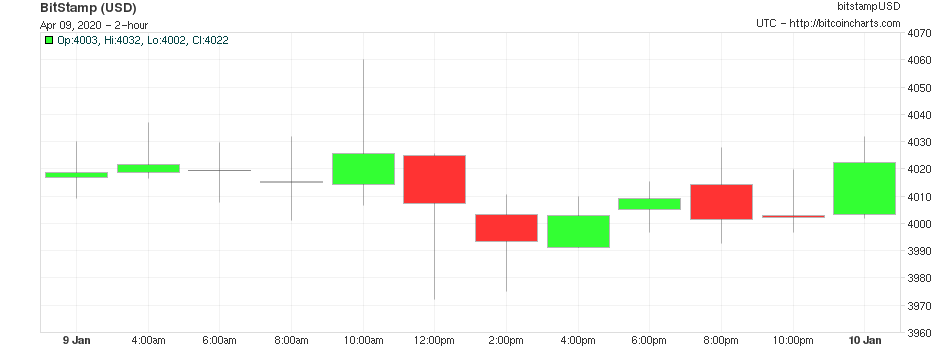 BitStamp (USD)
bitstampUSD
Apr 09, 2020 - 2-hour
UTC - http://bitcoincharts.com
Op:4003, Hi:4032, Lo:4002, Cl:4022
4070
4060
4050
4040
4030
4020
4010
4000
3990
3980
3970
3960
9 Jan 4:00am 6:00am 8:00am 10:00am 12:00pm 2:00pm 4:00pm 6:00pm 8:00pm 10:00pm 10 Jan